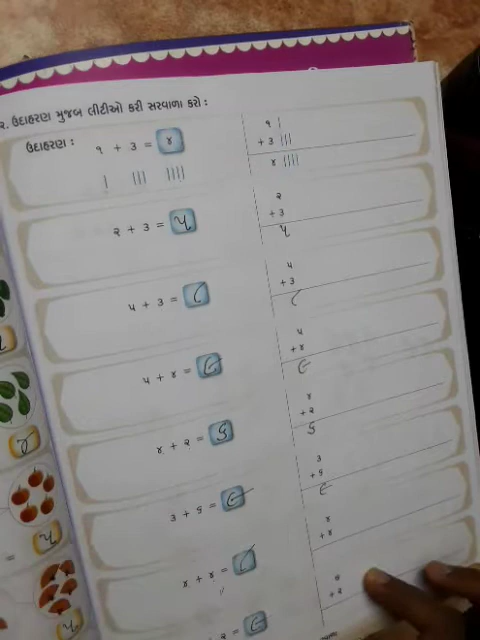 ૨. ઉદાહરણ મુજબ લીટીઓ કરી સરવાળા કરો :
ઉદાહરણ : ૧ + ૩ = ૪
૧
+ ૩
૪
૨ + ૩ = ૫
૨
+ ૩
૫
૫ + ૩ = ૮
૫
+ ૩
૮
૫ + ૪ = ૯
૫
+ ૪
૯
૪ + ૨ = ૬
૪
+ ૨
૬
૩ + ૬ = ૯
૩
+ ૬
૯
૪ + ૪ = ૮
૪
+ ૪
૨ = ૯
+ ૨